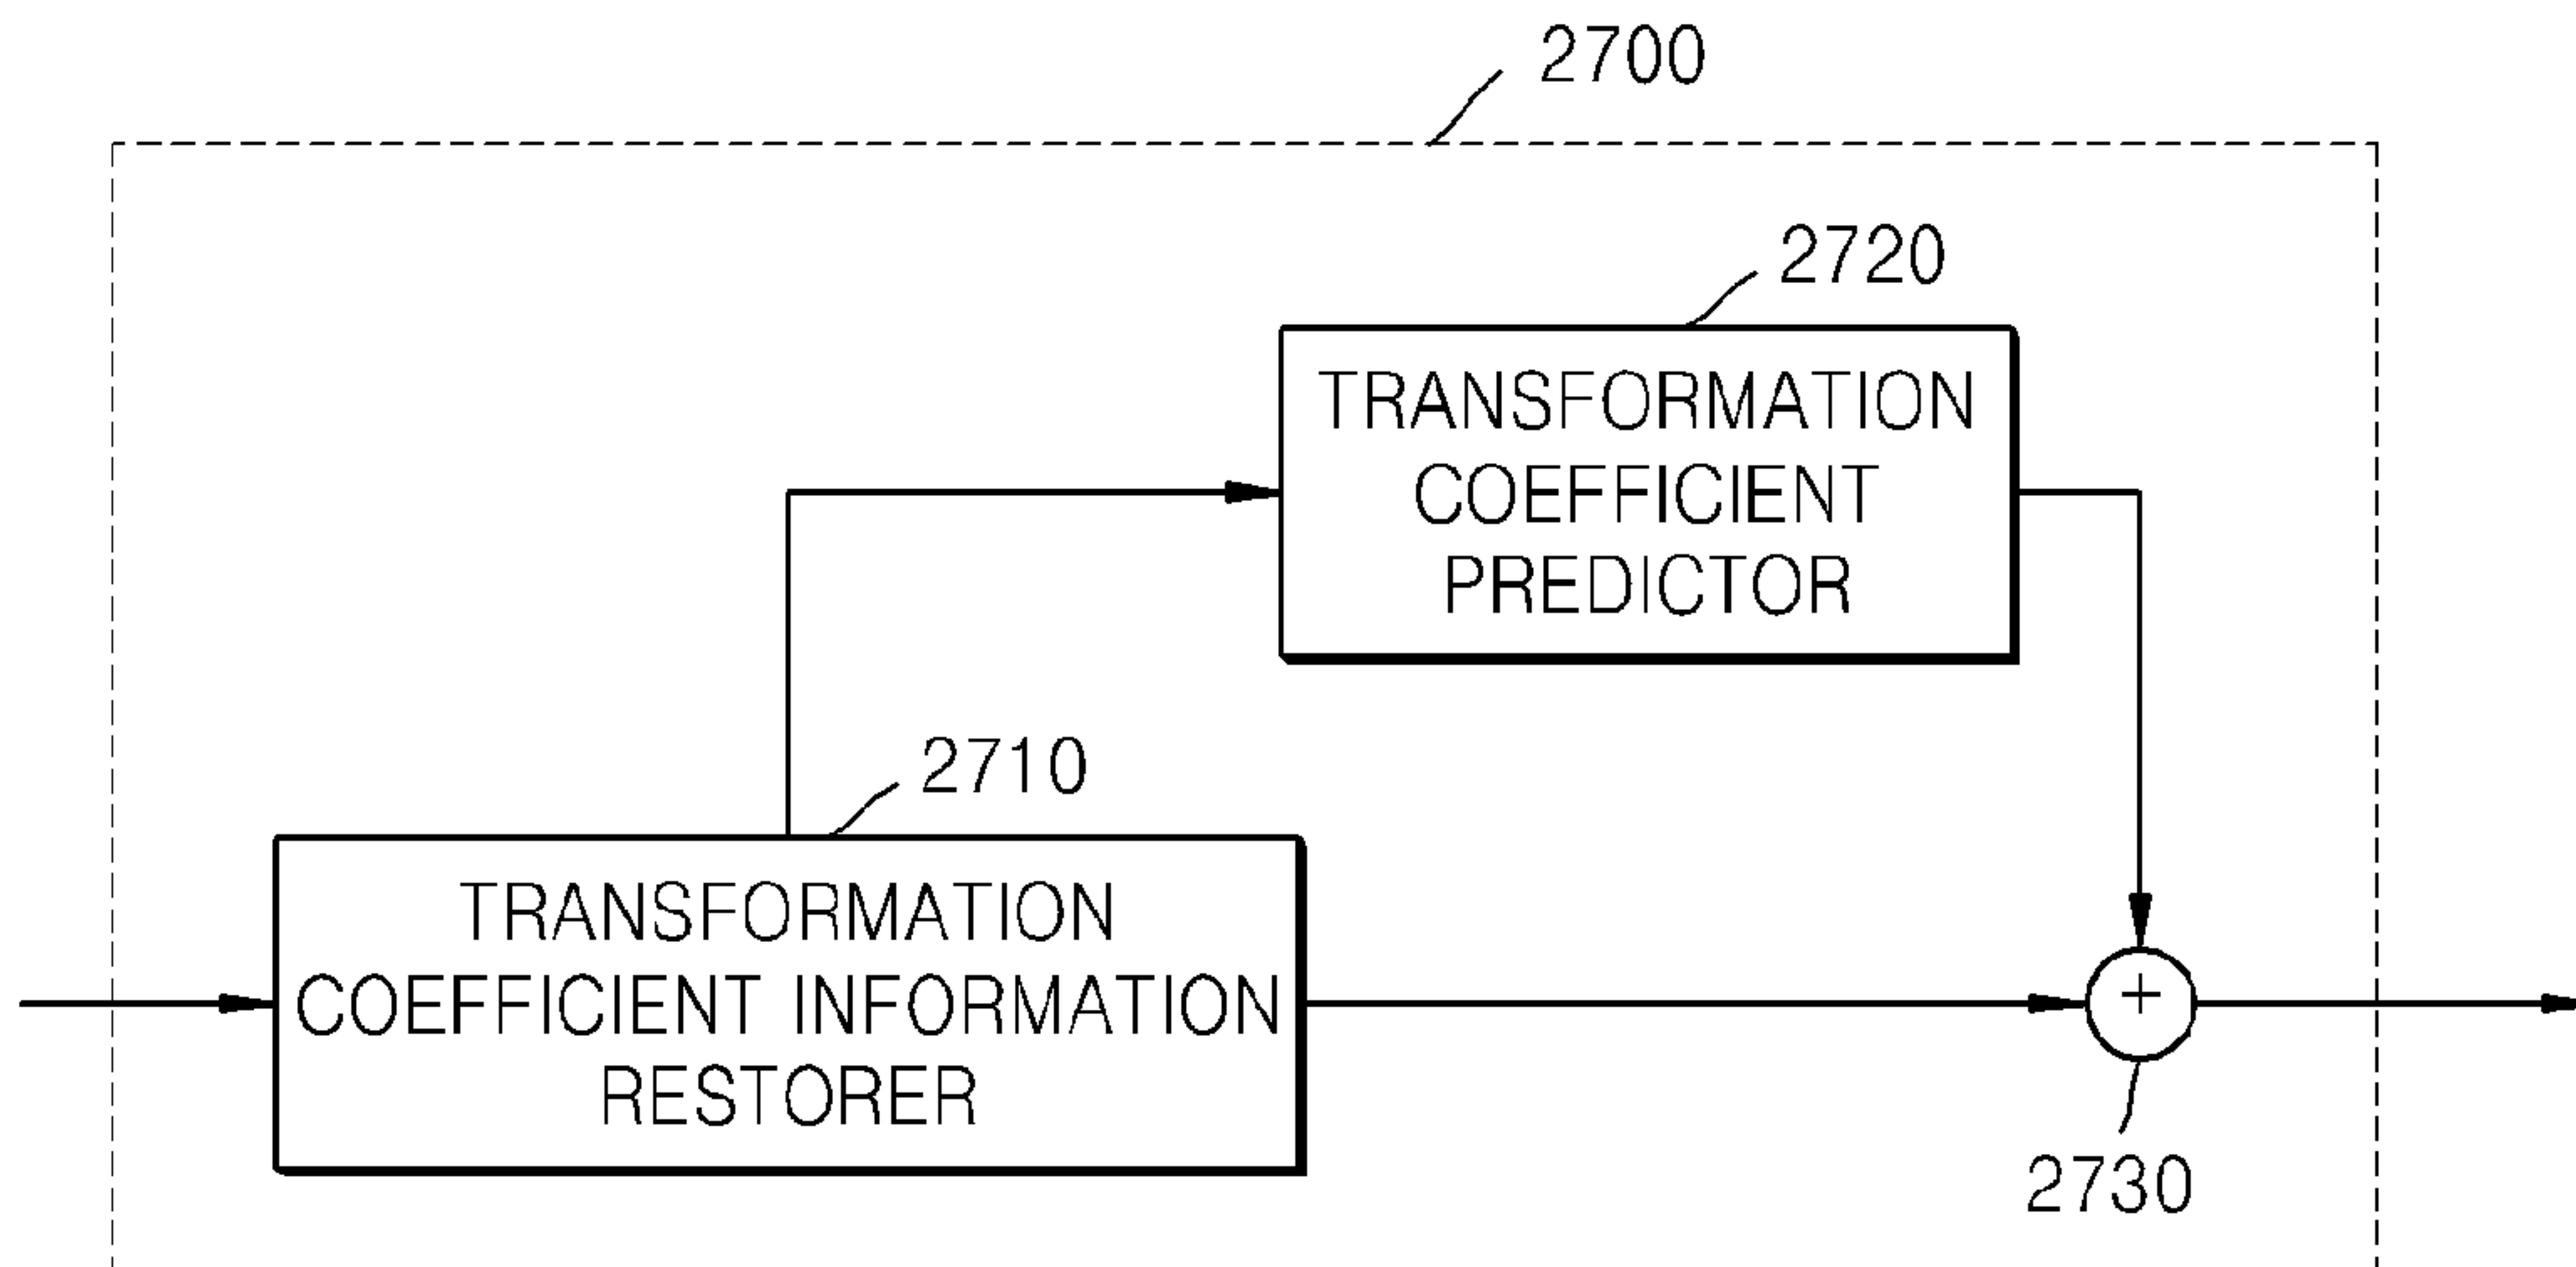 2700
2720
TRANSFORMATION
COEFFICIENT
PREDICTOR
2710
TRANSFORMATION
COEFFICIENT INFORMATION
RESTORER
+
2730